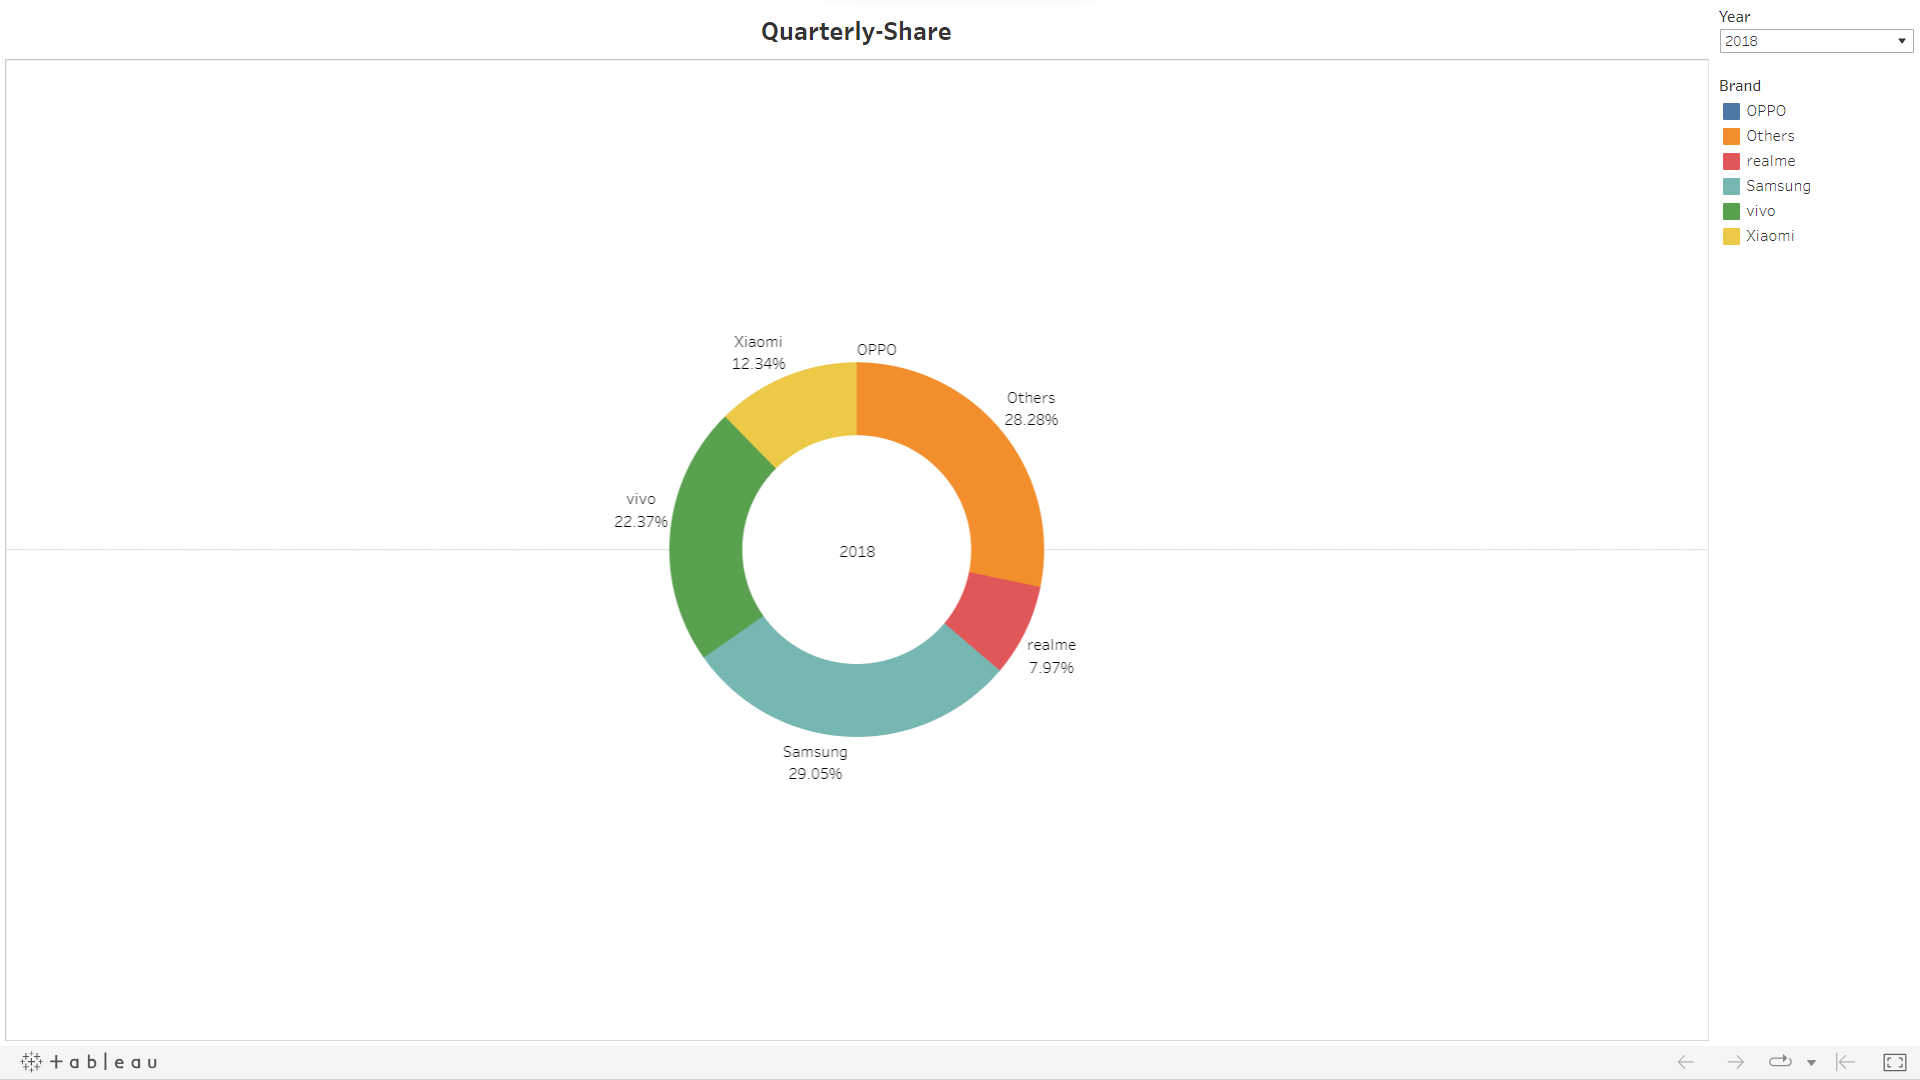 Quarterly-Share
Year
2018
Brand
OPPO
Others
realme
Samsung
vivo
Xiaomi
Xiaomi
12.34%
OPPO
Others
28.28%
vivo
22.37%
2018
realme
7.97%
Samsung
29.05%
+ableau